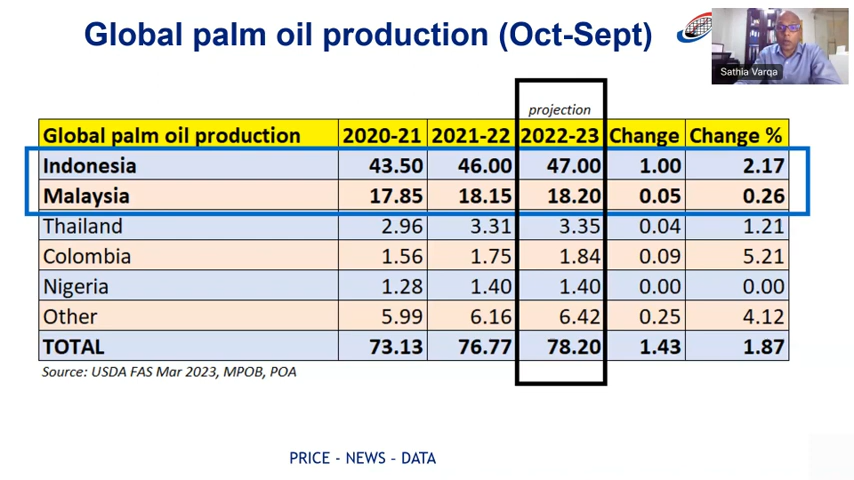 Global palm oil production (Oct-Sept)
Sathia Varqa
projection
Global palm oil production 2020-21 2021-22 2022-23 Change Change %
Indonesia 43.50 46.00 47.00 1.00 2.17
Malaysia 17.85 18.15 18.20 0.05 0.26
Thailand 2.96 3.31 3.35 0.04 1.21
Colombia 1.56 1.75 1.84 0.09 5.21
Nigeria 1.28 1.40 1.40 0.00 0.00
Other 5.99 6.16 6.42 0.25 4.12
TOTAL 73.13 76.77 78.20 1.43 1.87
Source: USDA FAS Mar 2023, MPOB, POA
PRICE - NEWS - DATA